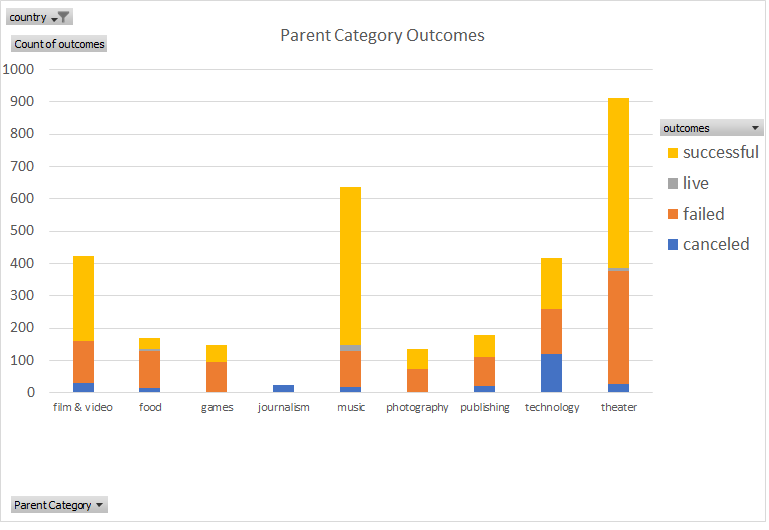 country
Count of outcomes
Parent Category Outcomes
1000
900
800
700
600
500
400
300
200
100
0
film & video
food
games
journalism
music
photography
publishing
technology
theater
outcomes
successful
live
failed
canceled
Parent Category